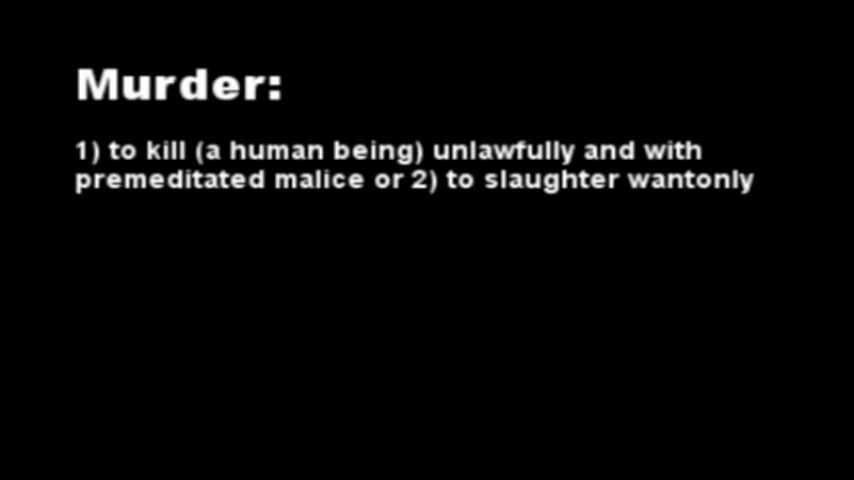 Murder:
1) to kill (a human being) unlawfully and with
premeditated malice or 2) to slaughter wantonly